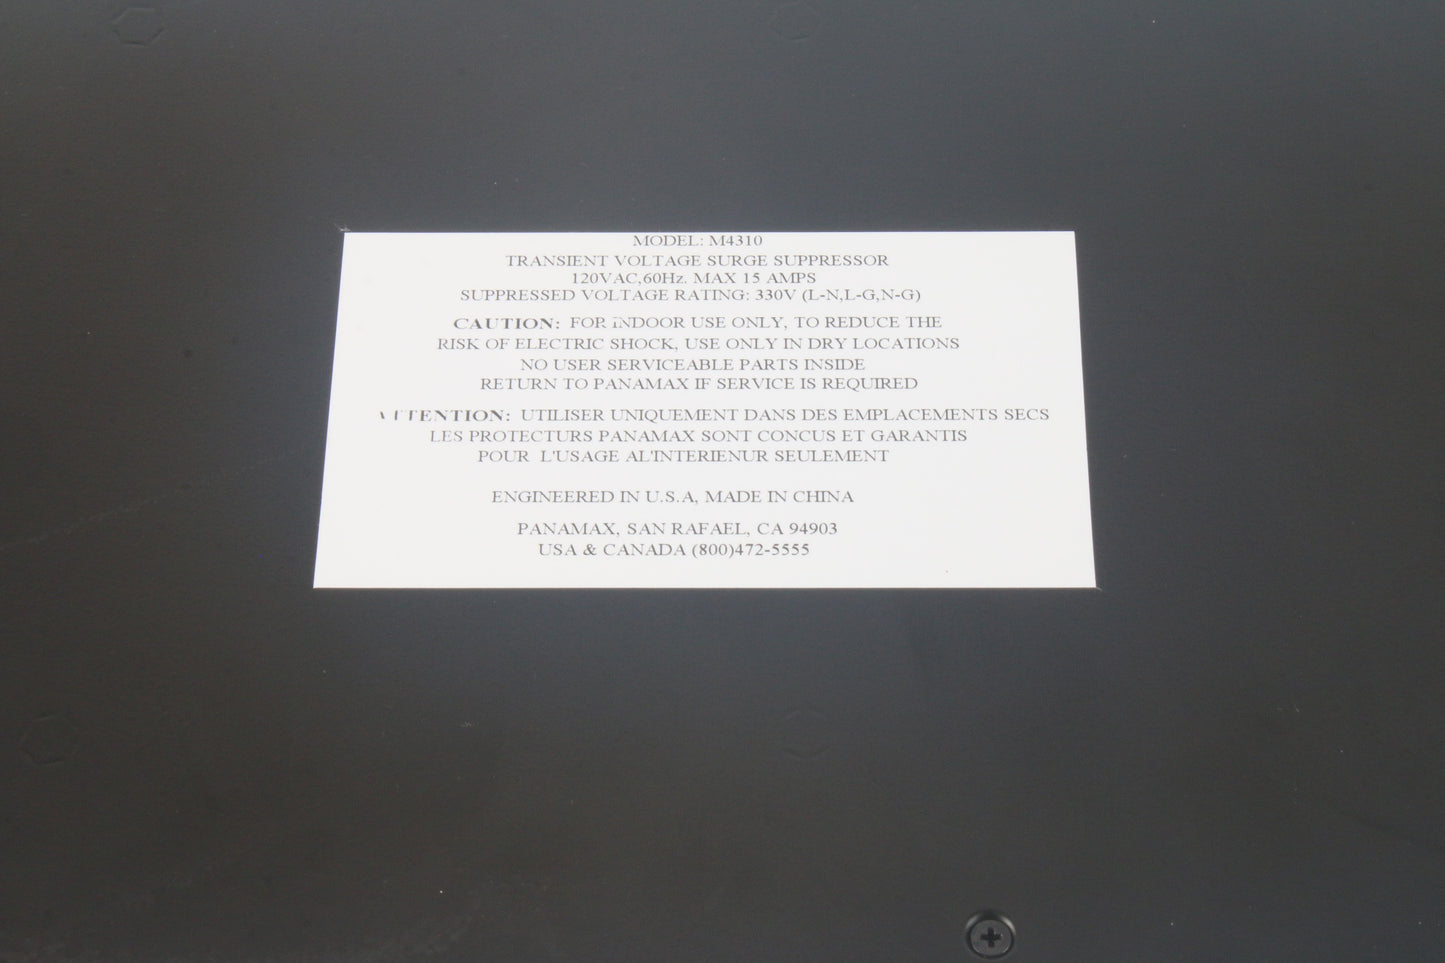 MODEL: M4310
TRANSIENT VOLTAGE SURGE SUPPRESSOR
120VAC,60Hz. MAX 15 AMPS
SUPPRESSED VOLTAGE RATING: 330V (L-N,L-G,N-G)
CAUTION: FOR INDOOR USE ONLY, TO REDUCE THE
RISK OF ELECTRIC SHOCK, USE ONLY IN DRY LOCATIONS
NO USER SERVICEABLE PARTS INSIDE
RETURN TO PANAMAX IF SERVICE IS REQUIRED
ATTENTION: UTILISER UNIQUEMENT DANS DES EMPLACEMENTS SECS
LES PROTECTURS PANAMAX SONT CONCUS ET GARANTIS
POUR L'USAGE AL'INTERIENUR SEULEMENT
ENGINEERED IN U.S.A, MADE IN CHINA
PANAMAX, SAN RAFAEL, CA 94903
USA & CANADA (800)472-5555